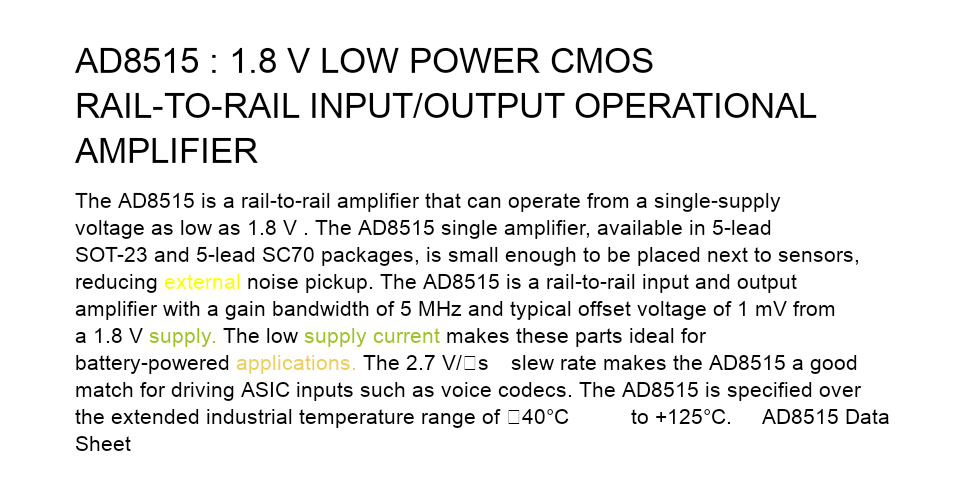 AD8515 : 1.8 V LOW POWER CMOS
RAIL-TO-RAIL INPUT/OUTPUT OPERATIONAL
AMPLIFIER
The AD8515 is a rail-to-rail amplifier that can operate from a single-supply
voltage as low as 1.8 V . The AD8515 single amplifier, available in 5-lead
SOT-23 and 5-lead SC70 packages, is small enough to be placed next to sensors,
reducing external noise pickup. The AD8515 is a rail-to-rail input and output
amplifier with a gain bandwidth of 5 MHz and typical offset voltage of 1 mV from
a 1.8 V supply. The low supply current makes these parts ideal for
battery-powered applications. The 2.7 V/□s slew rate makes the AD8515 a good
match for driving ASIC inputs such as voice codecs. The AD8515 is specified over
the extended industrial temperature range of □40°C to +125°C. AD8515 Data
Sheet